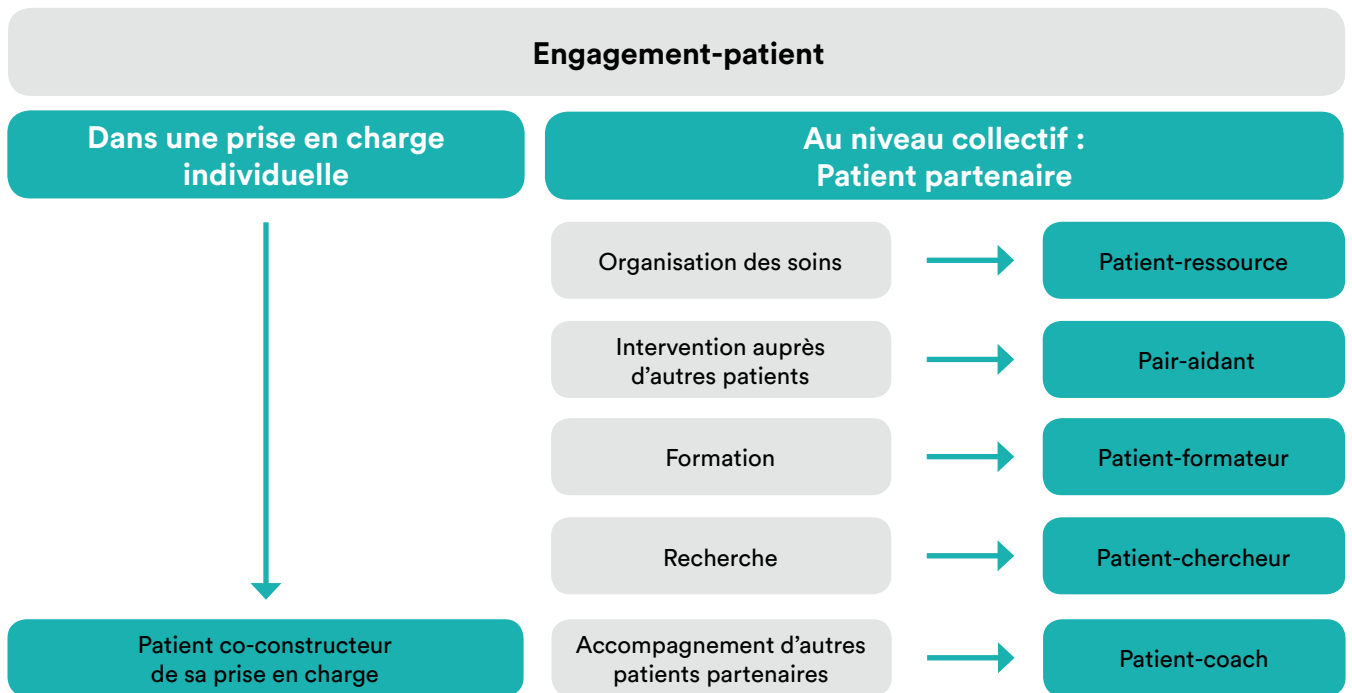 Engagement-patient
Dans une prise en charge
individuelle
Au niveau collectif :
Patient partenaire
Organisation des soins
Patient-ressource
Intervention auprès
d'autres patients
Pair-aidant
Formation
Patient-formateur
Recherche
Patient-chercheur
Patient co-constructeur
de sa prise en charge
Accompagnement d'autres
patients partenaires
Patient-coach